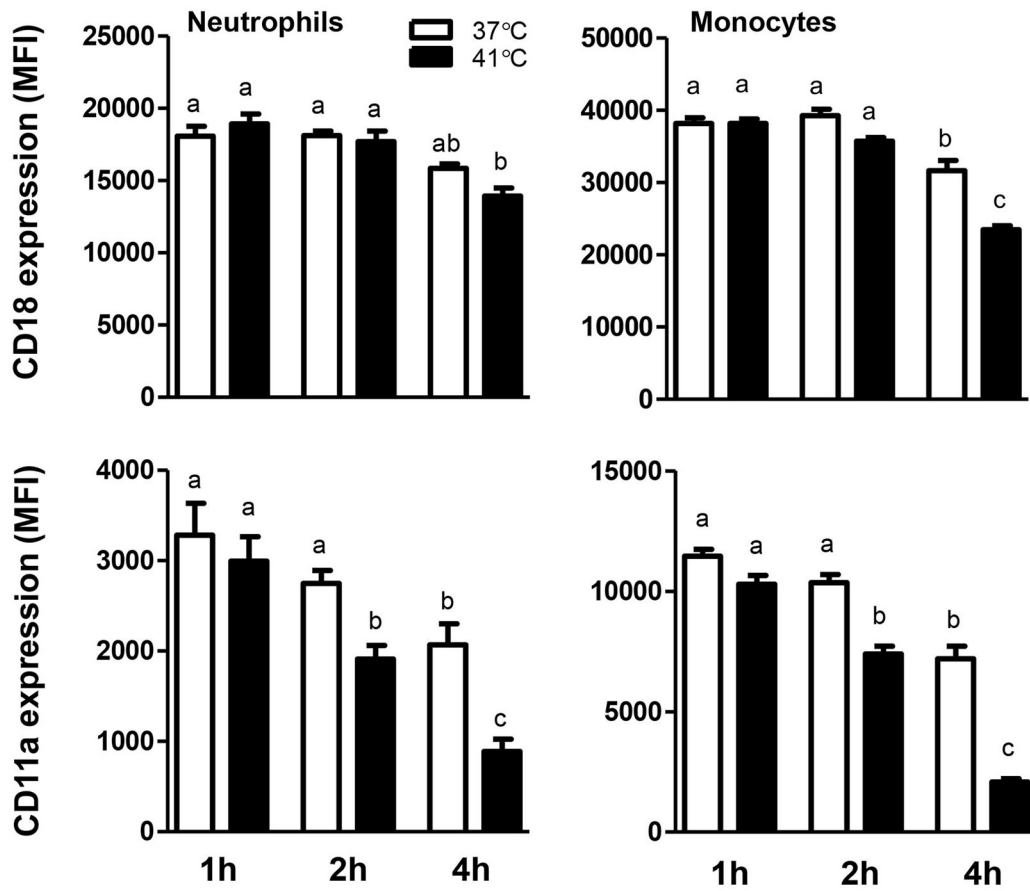 Neutrophils
37°C
41°C
Monocytes
CD18 expression (MFI)
25000
20000
15000
10000
5000
0
a
a
a
a
ab
b
50000
40000
30000
20000
10000
0
a
a
a
a
b
c
CD11a expression (MFI)
4000
3000
2000
1000
0
a
a
a
b
b
c
1h
2h
4h
15000
10000
5000
0
a
a
a
b
b
c
1h
2h
4h